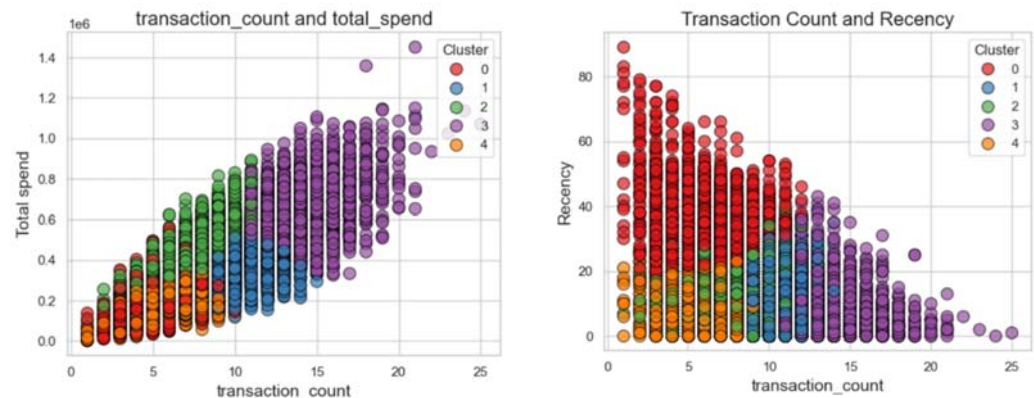 transaction_count and total_spend
1e6
Total spend
1.4
1.2
1.0
0.8
0.6
0.4
0.2
0.0
0 5 10 15 20 25
transaction_count
Cluster
0
1
2
3
4
Transaction Count and Recency
Recency
80
60
40
20
0
0 5 10 15 20 25
transaction_count
Cluster
0
1
2
3
4